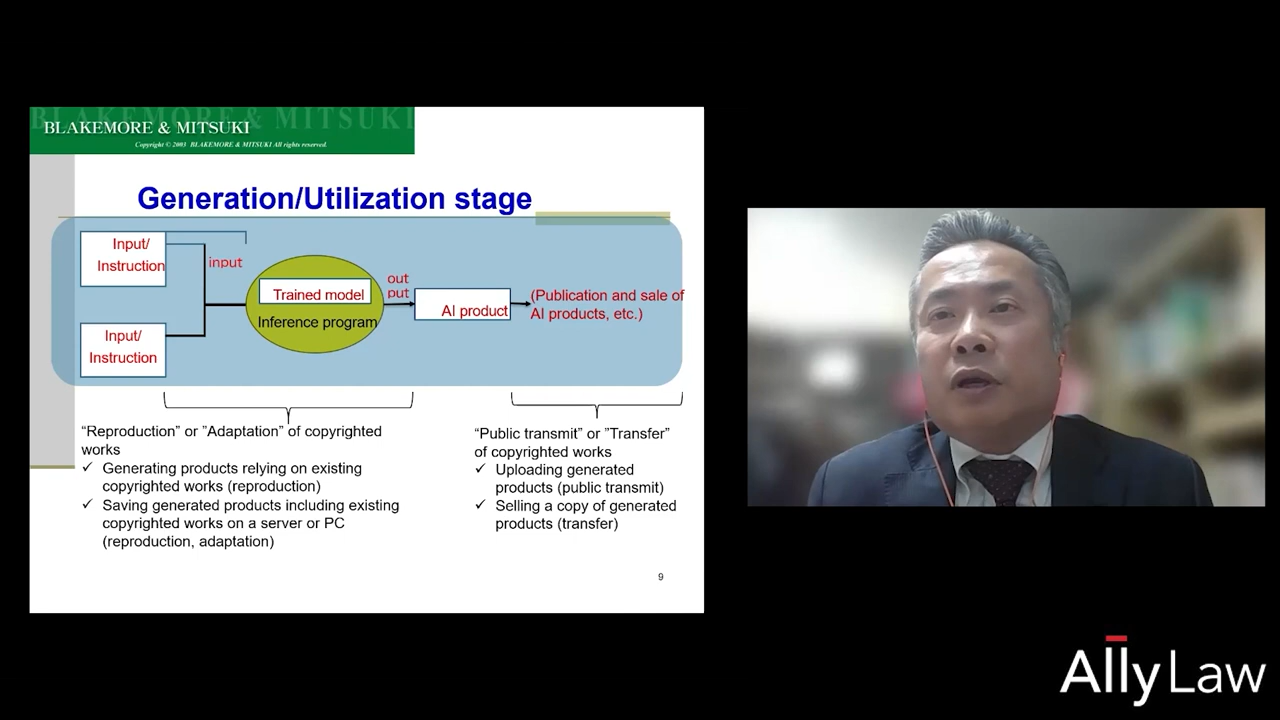 BLAKEMORE & MITSUKI
BLAKEMORE & MITSUKI
Copyright © 2003 BLAKEMORE & MITSUKI All rights reserved.
Generation/Utilization stage
Input/
Instruction
input
Input/
Instruction
Trained model
Inference program
out
put
AI product
(Publication and sale of
AI products, etc.)
“Reproduction” or ”Adaptation” of copyrighted
works
✓ Generating products relying on existing
copyrighted works (reproduction)
✓ Saving generated products including existing
copyrighted works on a server or PC
(reproduction, adaptation)
“Public transmit” or ”Transfer”
of copyrighted works
✓ Uploading generated
products (public transmit)
✓ Selling a copy of generated
products (transfer)
9
Ally Law